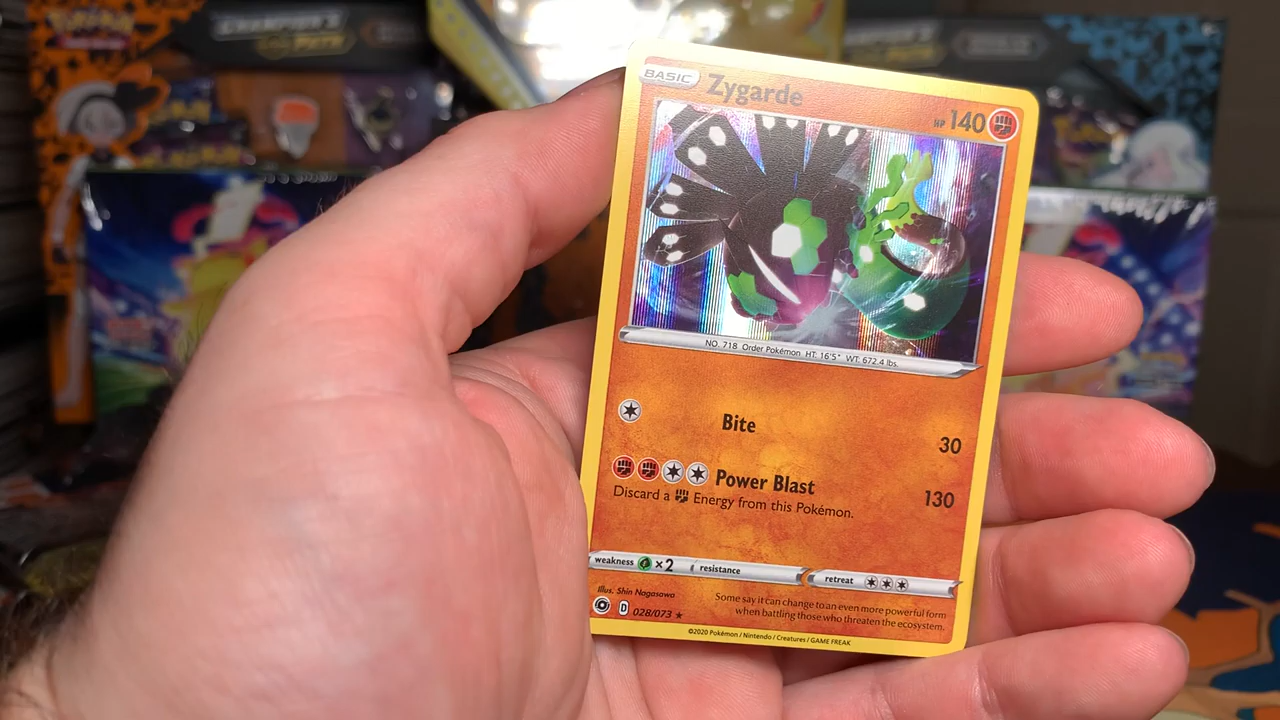 Pokémon
CHAMPION'S
PATH
BASIC Zygarde
HP 140
NO. 718 Order Pokémon HT: 16'5" WT: 672.4 lbs.
Bite 30
Power Blast 130
Discard a Energy from this Pokémon.
weakness ×2 resistance retreat
Illus. Shin Nagasawa
D 028/073 ★
Some say it can change to an even more powerful form
when battling those who threaten the ecosystem.
©2020 Pokémon / Nintendo / Creatures / GAME FREAK